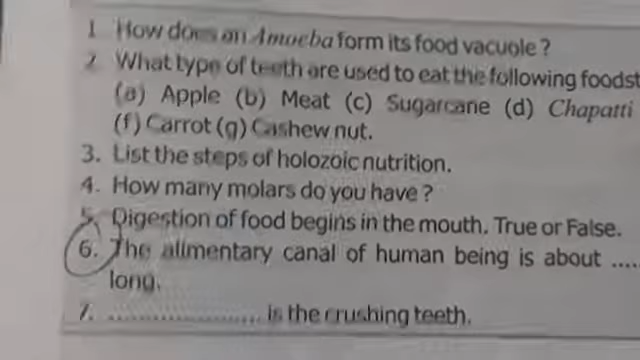 1. How does an Amoeba form its food vacuole ?
2. What type of teeth are used to eat the following foodst
(a) Apple (b) Meat (c) Sugarcane (d) Chapatti
(f) Carrot (g) Cashew nut.
3. List the steps of holozoic nutrition.
4. How many molars do you have ?
5. Digestion of food begins in the mouth. True or False.
6. The alimentary canal of human being is about .....
long.
7. ........................ is the crushing teeth.